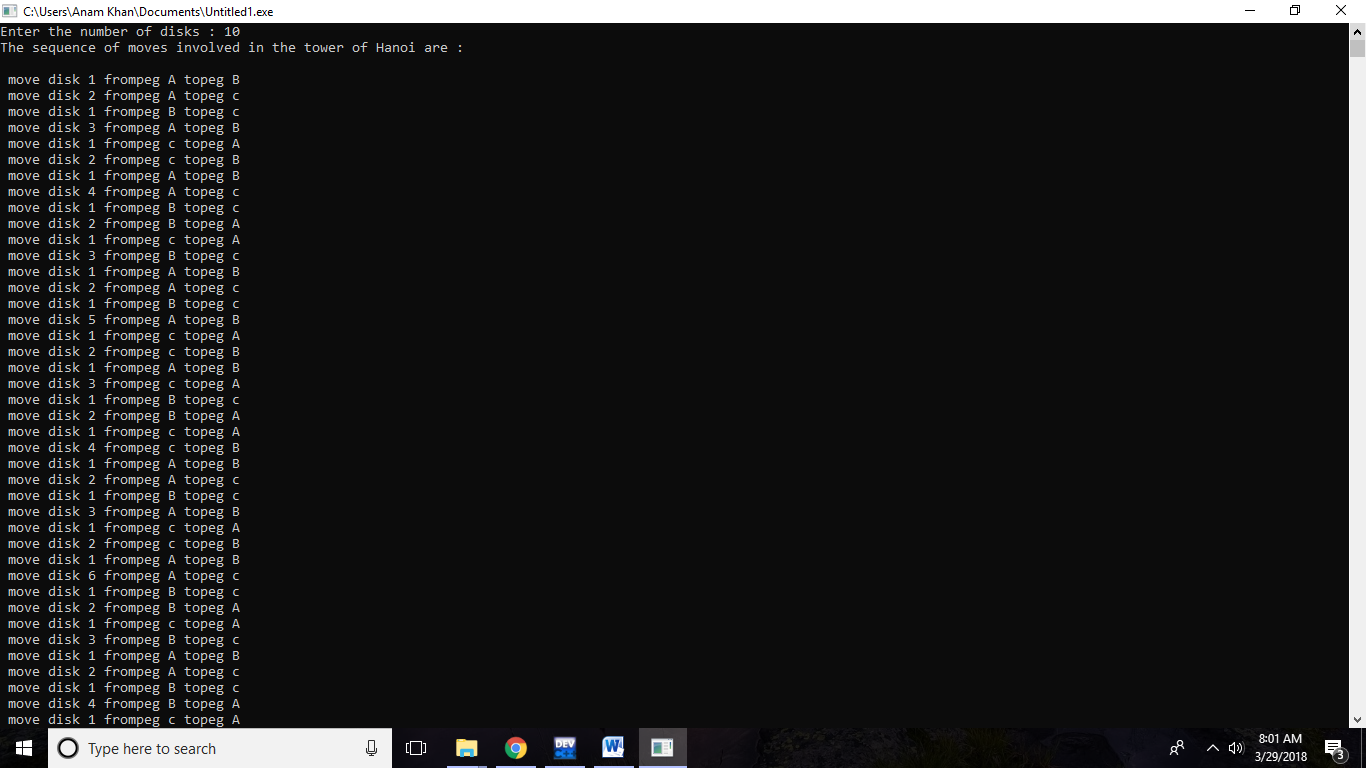 C:\Users\Anam Khan\Documents\Untitled1.exe
Enter the number of disks : 10
The sequence of moves involved in the tower of Hanoi are :
move disk 1 frompeg A topeg B
move disk 2 frompeg A topeg c
move disk 1 frompeg B topeg c
move disk 3 frompeg A topeg B
move disk 1 frompeg c topeg A
move disk 2 frompeg c topeg B
move disk 1 frompeg A topeg B
move disk 4 frompeg A topeg c
move disk 1 frompeg B topeg c
move disk 2 frompeg B topeg A
move disk 1 frompeg c topeg A
move disk 3 frompeg B topeg c
move disk 1 frompeg A topeg B
move disk 2 frompeg A topeg c
move disk 1 frompeg B topeg c
move disk 5 frompeg A topeg B
move disk 1 frompeg c topeg A
move disk 2 frompeg c topeg B
move disk 1 frompeg A topeg B
move disk 3 frompeg c topeg A
move disk 1 frompeg B topeg c
move disk 2 frompeg B topeg A
move disk 1 frompeg c topeg A
move disk 4 frompeg c topeg B
move disk 1 frompeg A topeg B
move disk 2 frompeg A topeg c
move disk 1 frompeg B topeg c
move disk 3 frompeg A topeg B
move disk 1 frompeg c topeg A
move disk 2 frompeg c topeg B
move disk 1 frompeg A topeg B
move disk 6 frompeg A topeg c
move disk 1 frompeg B topeg c
move disk 2 frompeg B topeg A
move disk 1 frompeg c topeg A
move disk 3 frompeg B topeg c
move disk 1 frompeg A topeg B
move disk 2 frompeg A topeg c
move disk 1 frompeg B topeg c
move disk 4 frompeg B topeg A
move disk 1 frompeg c topeg A
Type here to search
DEV
C++
W
8:01 AM
3/29/2018
3